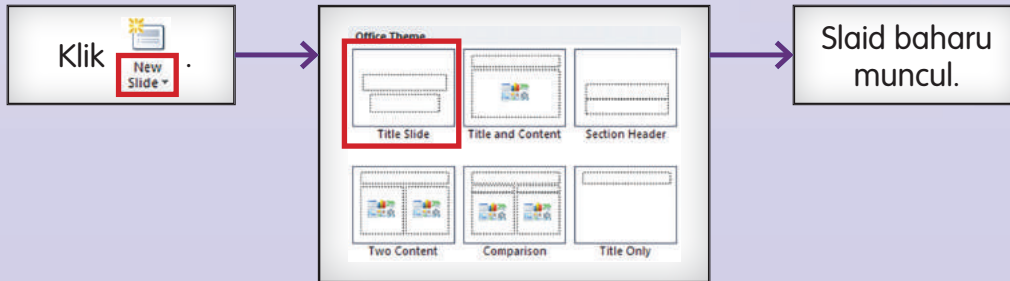 Klik New Slide .
Office Theme
Title Slide Title and Content Section Header
Two Content Comparison Title Only
Slaid baharu
muncul.